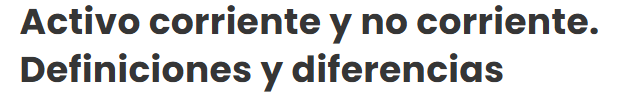 Activo corriente y no corriente.
Definiciones y diferencias